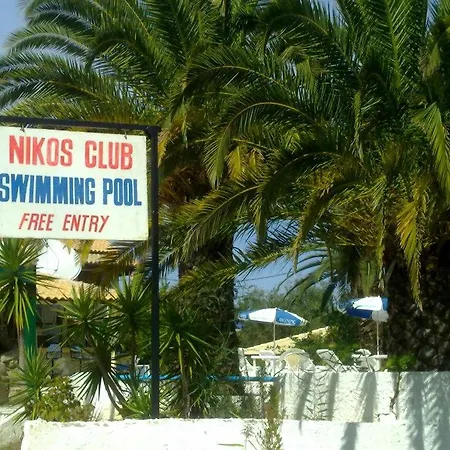 NIKOS CLUB
SWIMMING POOL
FREE ENTRY